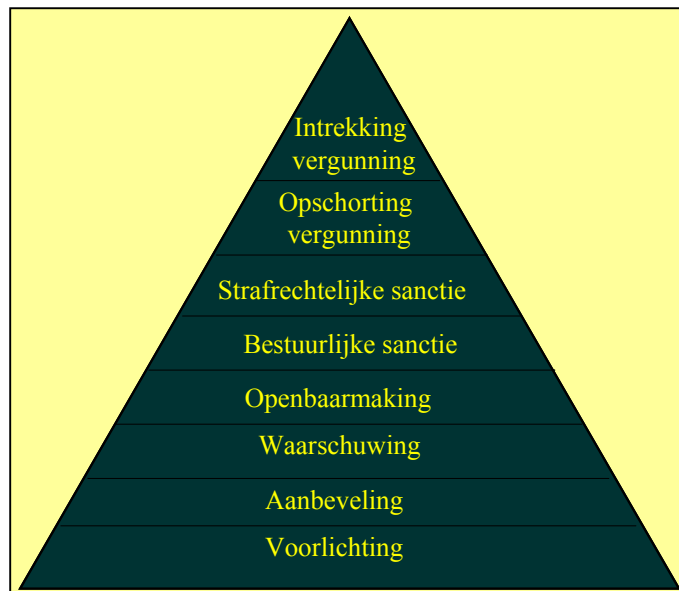 Intrekking
vergunning
Opschorting
vergunning
Strafrechtelijke sanctie
Bestuurlijke sanctie
Openbaarmaking
Waarschuwing
Aanbeveling
Voorlichting